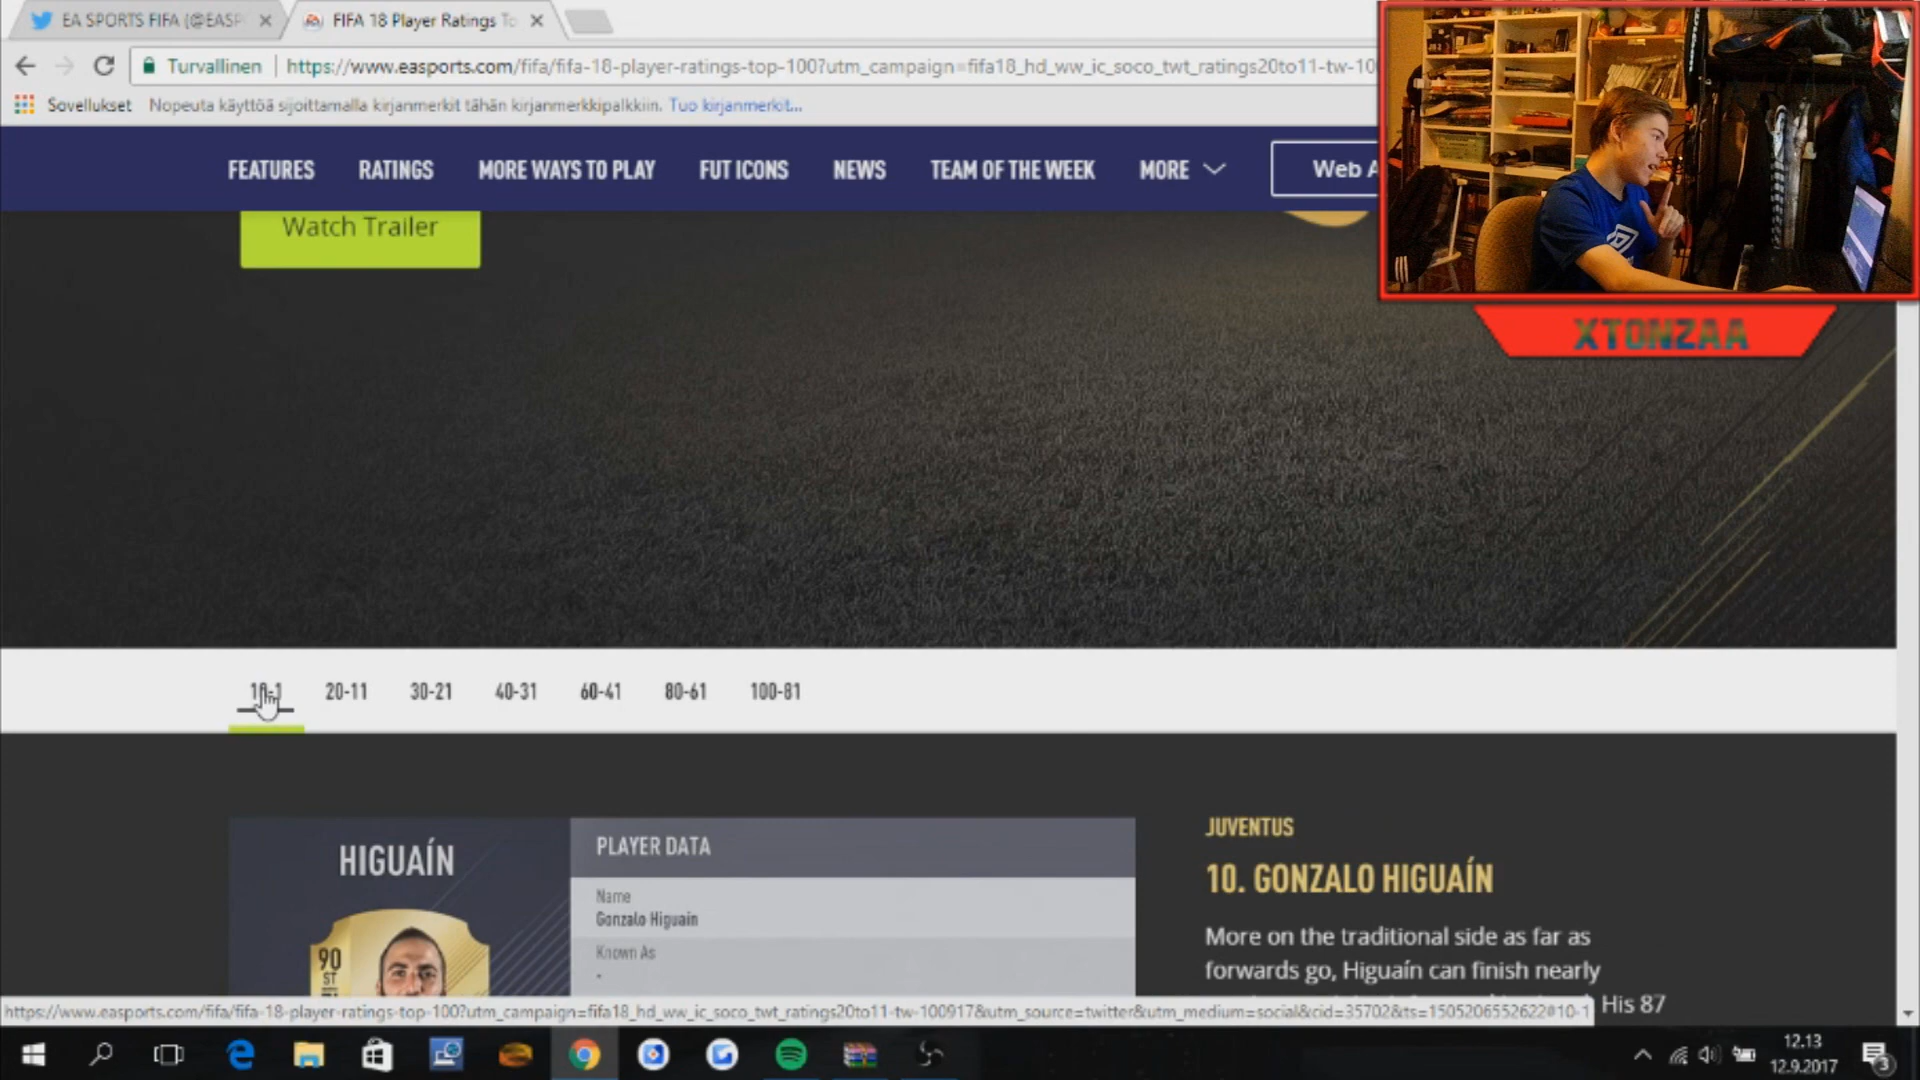 EA SPORTS FIFA (@EASP
FIFA 18 Player Ratings To
Turvallinen
https://www.easports.com/fifa/fifa-18-player-ratings-top-100?utm_campaign=fifa18_hd_ww_ic_soco_twt_ratings20to11-tw-10
Sovellukset Nopeuta käyttöä sijoittamalla kirjanmerkit tähän kirjanmerkkipalkkiin. Tuo kirjanmerkit...
FEATURES RATINGS MORE WAYS TO PLAY FUT ICONS NEWS TEAM OF THE WEEK MORE Web A
Watch Trailer
XTONZAA
10-1 20-11 30-21 40-31 60-41 80-61 100-81
HIGUAÍN
90
ST
PLAYER DATA
Name
Gonzalo Higuaín
Known As
-
JUVENTUS
10. GONZALO HIGUAÍN
More on the traditional side as far as
forwards go, Higuaín can finish nearly
His 87
https://www.easports.com/fifa/fifa-18-player-ratings-top-100?utm_campaign=fifa18_hd_ww_ic_soco_twt_ratings20to11-tw-100917&utm_source=twitter&utm_medium=social&cid=35702&ts=1505206552622#10-1
12.13
12.9.2017
3